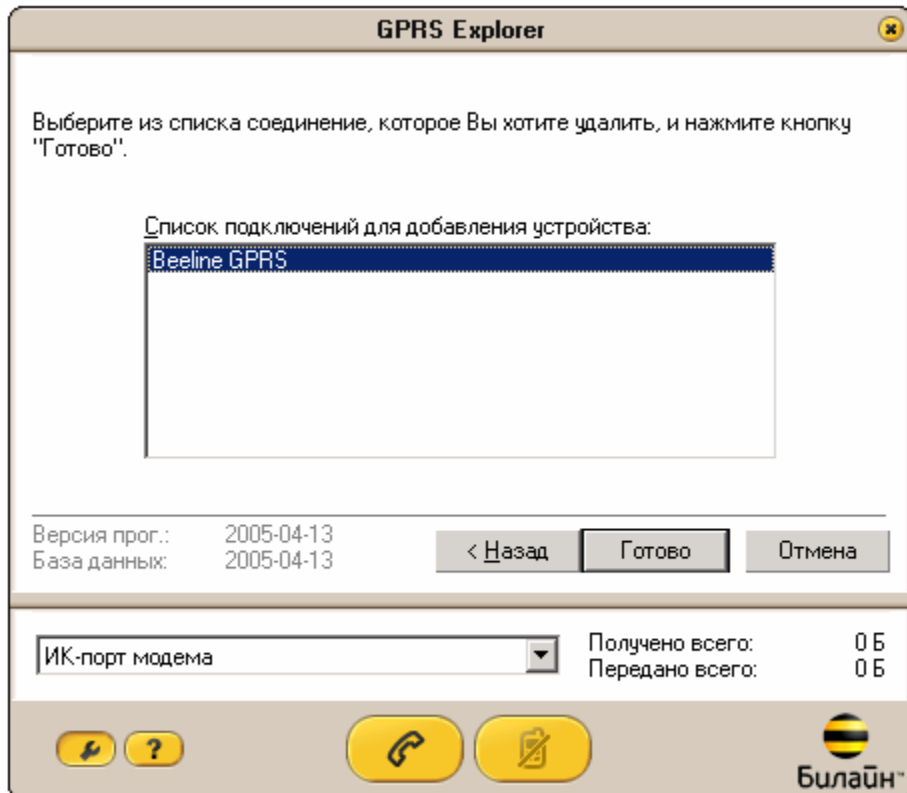 GPRS Explorer
Выберите из списка соединение, которое Вы хотите удалить, и нажмите кнопку
"Готово".
Список подключений для добавления устройства:
Beeline GPRS
Версия прог.: 2005-04-13
База данных: 2005-04-13
< Назад
Готово
Отмена
ИК-порт модема
Получено всего: 0 Б
Передано всего: 0 Б
?
Билайн™